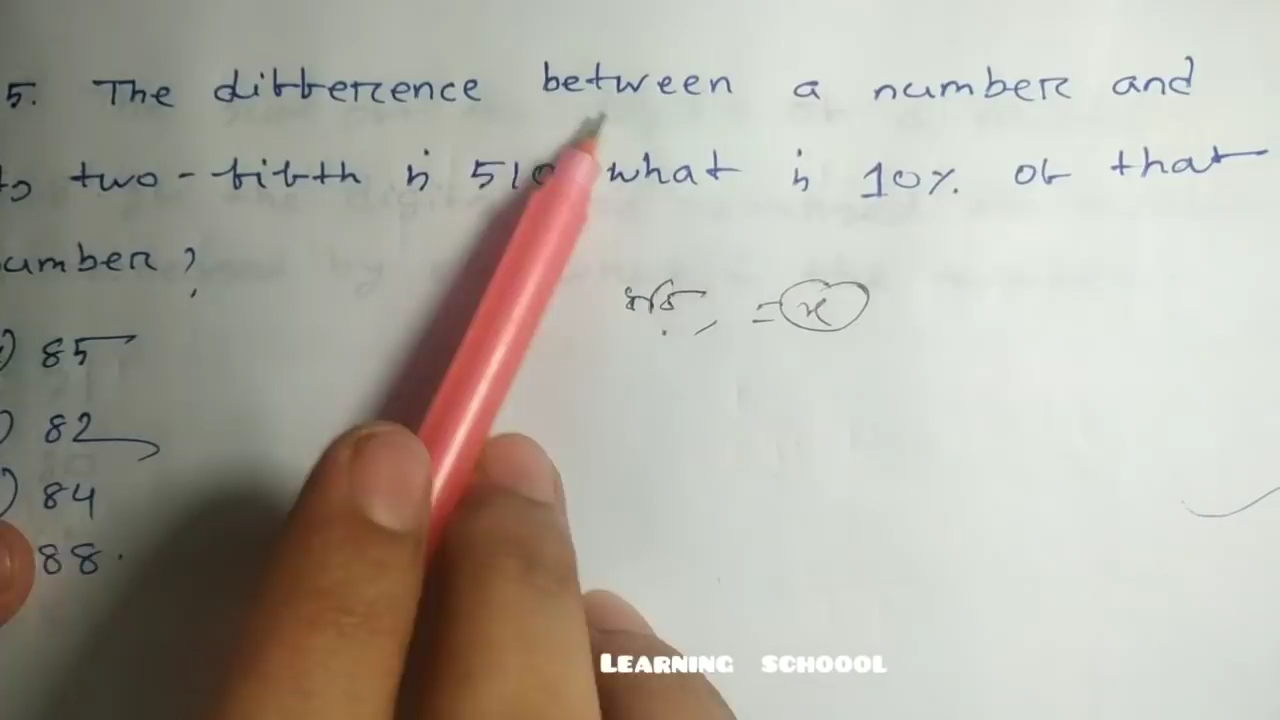 5. The difference between a number and
two-fifth is 510 what is 10% of that
umber?
ধরি, = x
85
82
84
88.
LEARNING SCHOOOL